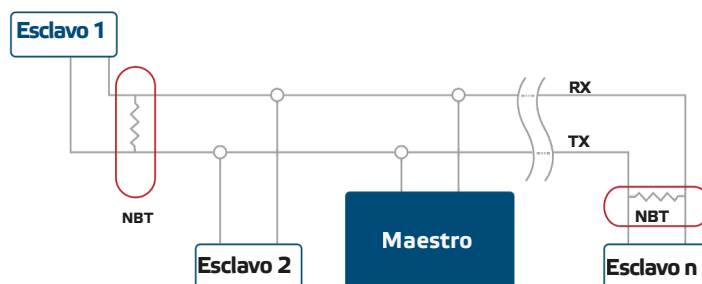 Esclavo 1
RX
TX
NBT
NBT
Maestro
Esclavo 2
Esclavo n